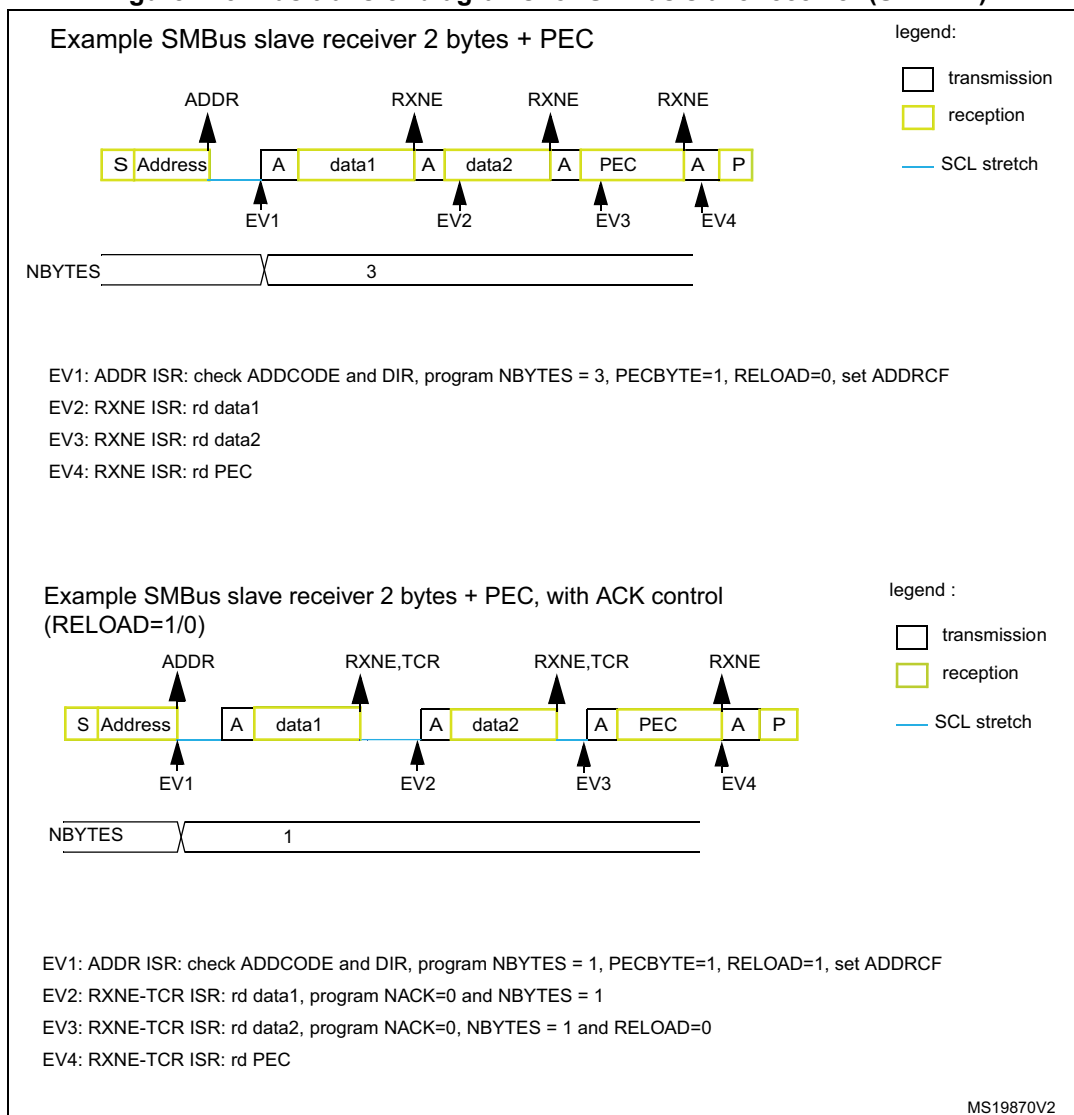 Example SMBus slave receiver 2 bytes + PEC
legend:
transmission
reception
SCL stretch
ADDR RXNE RXNE RXNE
S Address A data1 A data2 A PEC A P
EV1 EV2 EV3 EV4
NBYTES 3
EV1: ADDR ISR: check ADDCODE and DIR, program NBYTES = 3, PECBYTE=1, RELOAD=0, set ADDRCF
EV2: RXNE ISR: rd data1
EV3: RXNE ISR: rd data2
EV4: RXNE ISR: rd PEC
Example SMBus slave receiver 2 bytes + PEC, with ACK control
(RELOAD=1/0)
legend :
transmission
reception
SCL stretch
ADDR RXNE,TCR RXNE,TCR RXNE
S Address A data1 A data2 A PEC A P
EV1 EV2 EV3 EV4
NBYTES 1
EV1: ADDR ISR: check ADDCODE and DIR, program NBYTES = 1, PECBYTE=1, RELOAD=1, set ADDRCF
EV2: RXNE-TCR ISR: rd data1, program NACK=0 and NBYTES = 1
EV3: RXNE-TCR ISR: rd data2, program NACK=0, NBYTES = 1 and RELOAD=0
EV4: RXNE-TCR ISR: rd PEC
MS19870V2